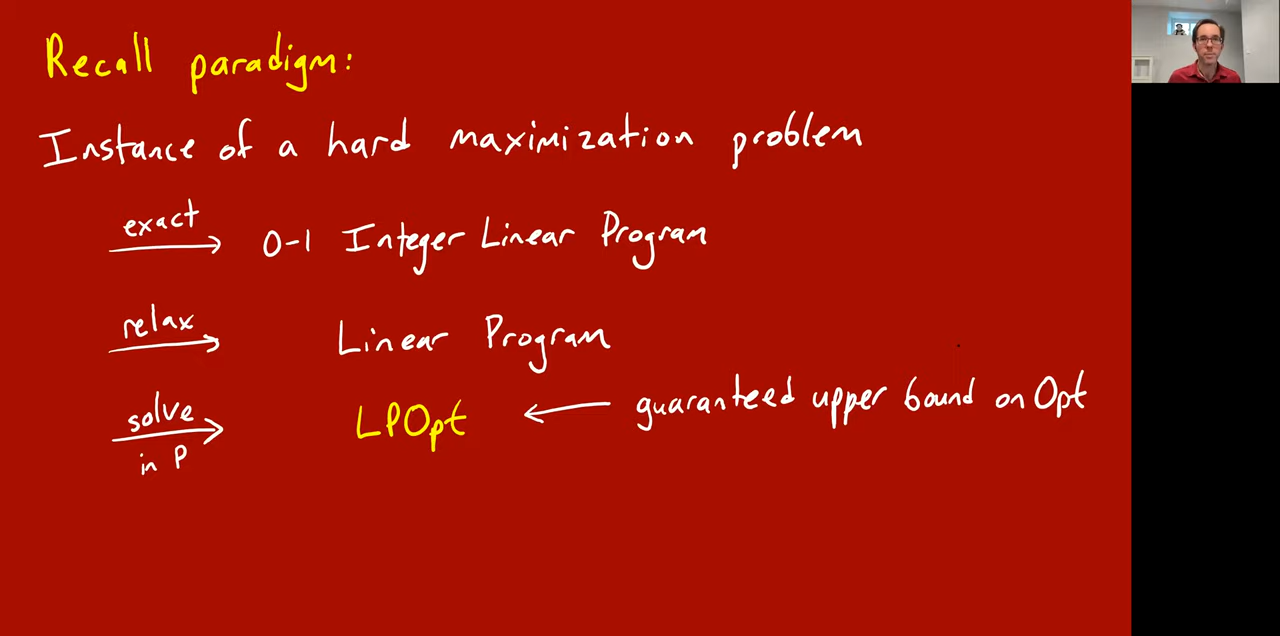 Recall paradigm:
Instance of a hard maximization problem
exact
0-1 Integer Linear Program
relax
Linear Program
solve
in P
LPOpt
guaranteed upper bound on Opt